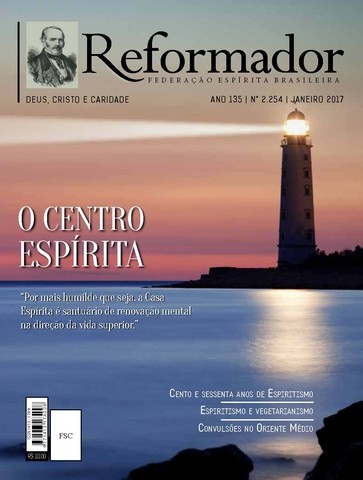 Reformador
FEDERAÇÃO ESPÍRITA BRASILEIRA
DEUS, CRISTO E CARIDADE
ANO 135 | Nº 2.254 | JANEIRO 2017
O CENTRO
ESPÍRITA
“Por mais humilde que seja, a Casa
Espírita é santuário de renovação mental
na direção da vida superior.”
CENTO E SESSENTA ANOS DE ESPIRITISMO
ESPIRITISMO E VEGETARIANISMO
CONVULSÕES NO ORIENTE MÉDIO
FSC
R$ 10,00